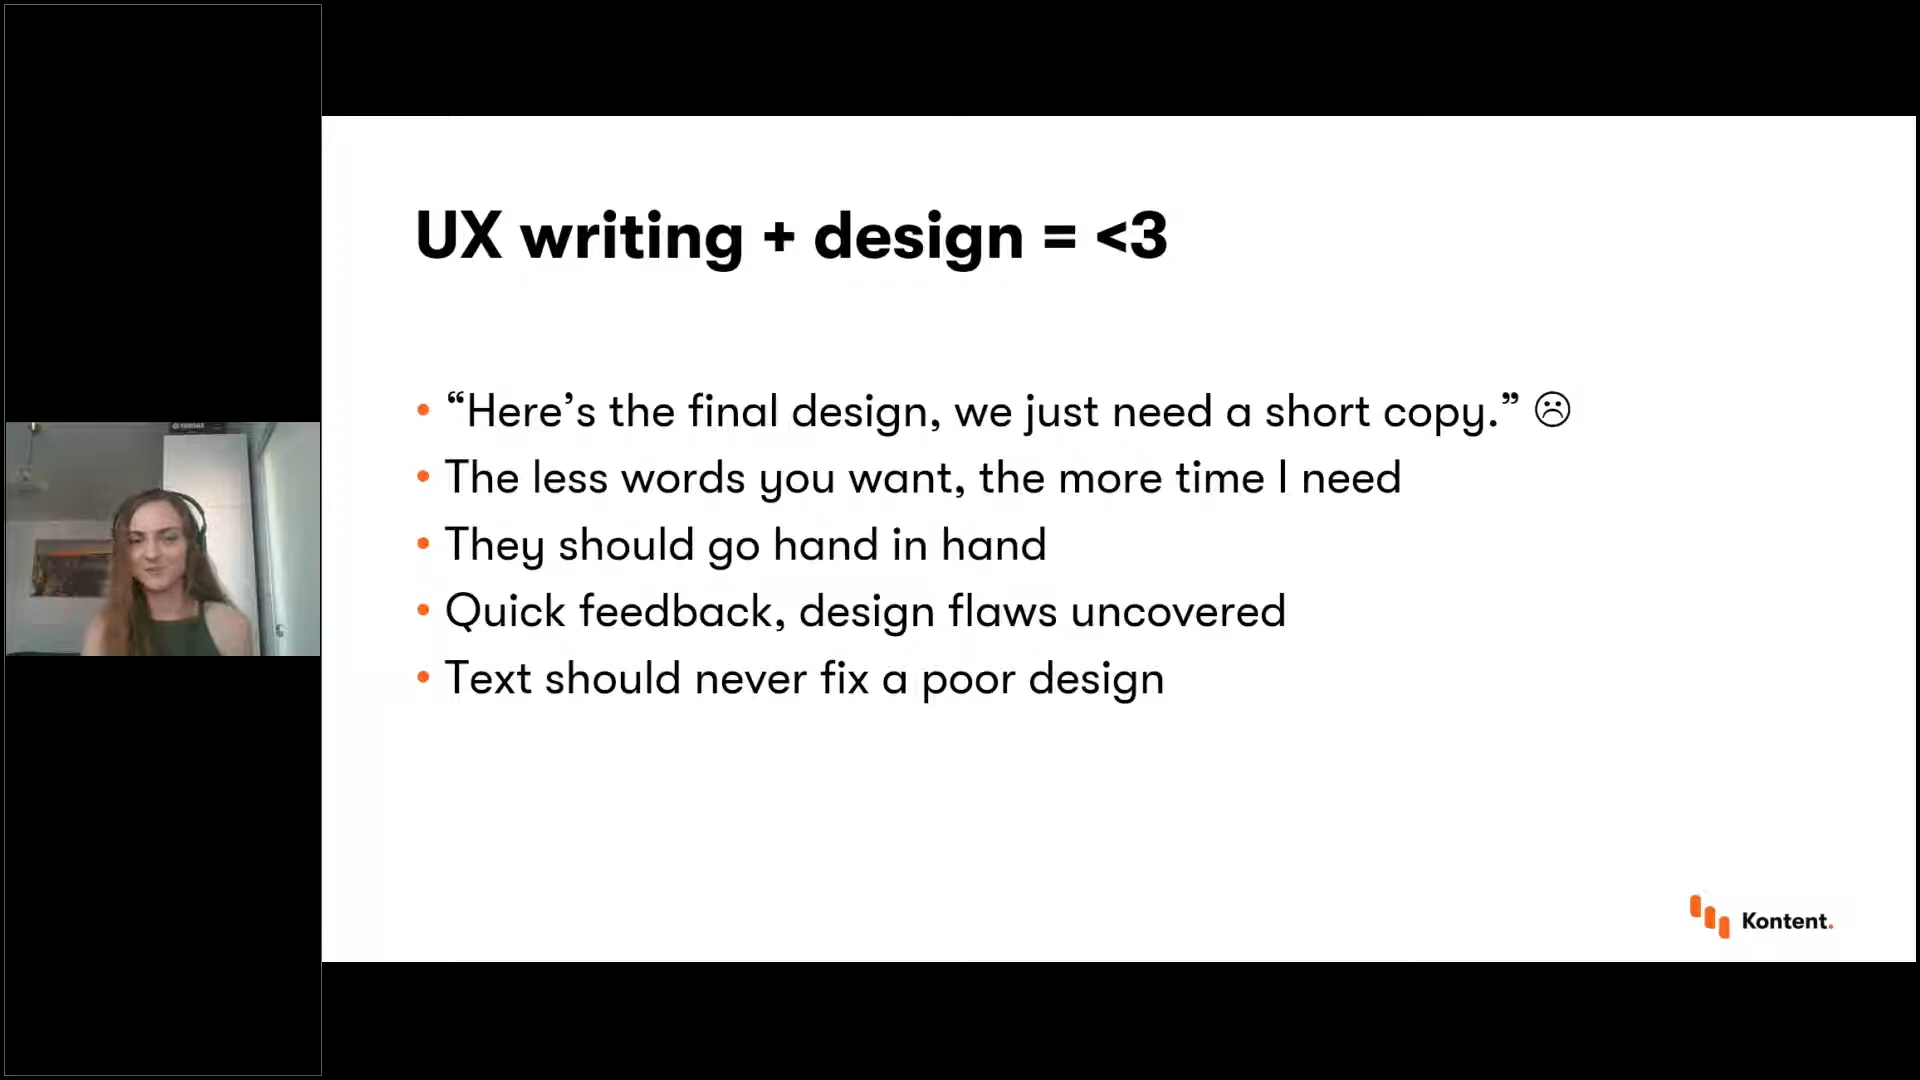 UX writing + design = <3
• “Here’s the final design, we just need a short copy.” ☹
• The less words you want, the more time I need
• They should go hand in hand
• Quick feedback, design flaws uncovered
• Text should never fix a poor design
Kontent.